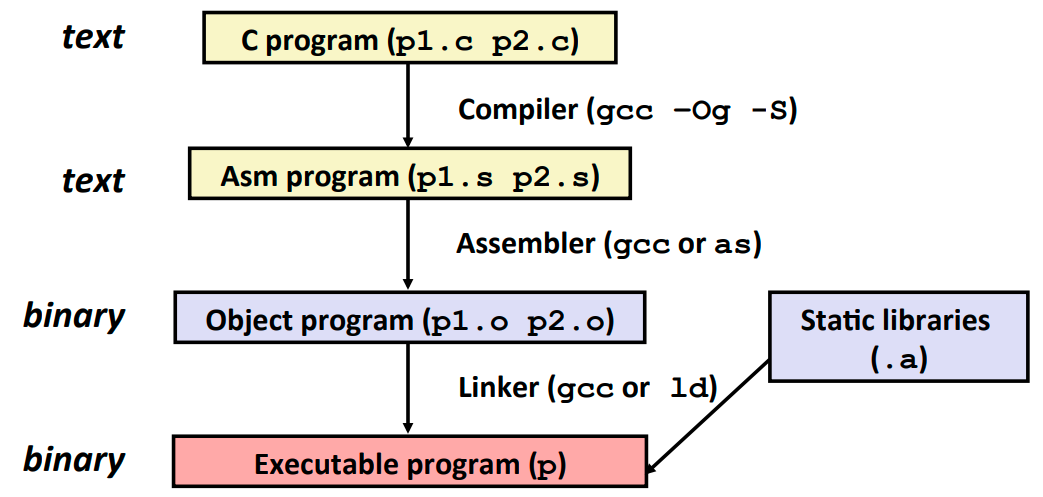 text
C program (p1.c p2.c)
Compiler (gcc –Og -S)
text
Asm program (p1.s p2.s)
Assembler (gcc or as)
binary
Object program (p1.o p2.o)
Static libraries
(.a)
Linker (gcc or ld)
binary
Executable program (p)